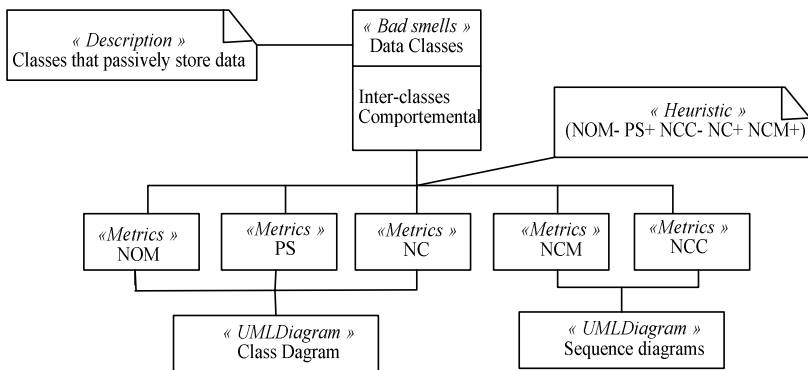 « Description »
Classes that passively store data
« Bad smells »
Data Classes
Inter-classes
Comportemental
« Heuristic »
(NOM- PS+ NCC- NC+ NCM+)
«Metrics »
NOM
«Metrics »
PS
«Metrics »
NC
«Metrics »
NCM
«Metrics »
NCC
« UMLDiagram »
Class Dagram
« UMLDiagram »
Sequence diagrams